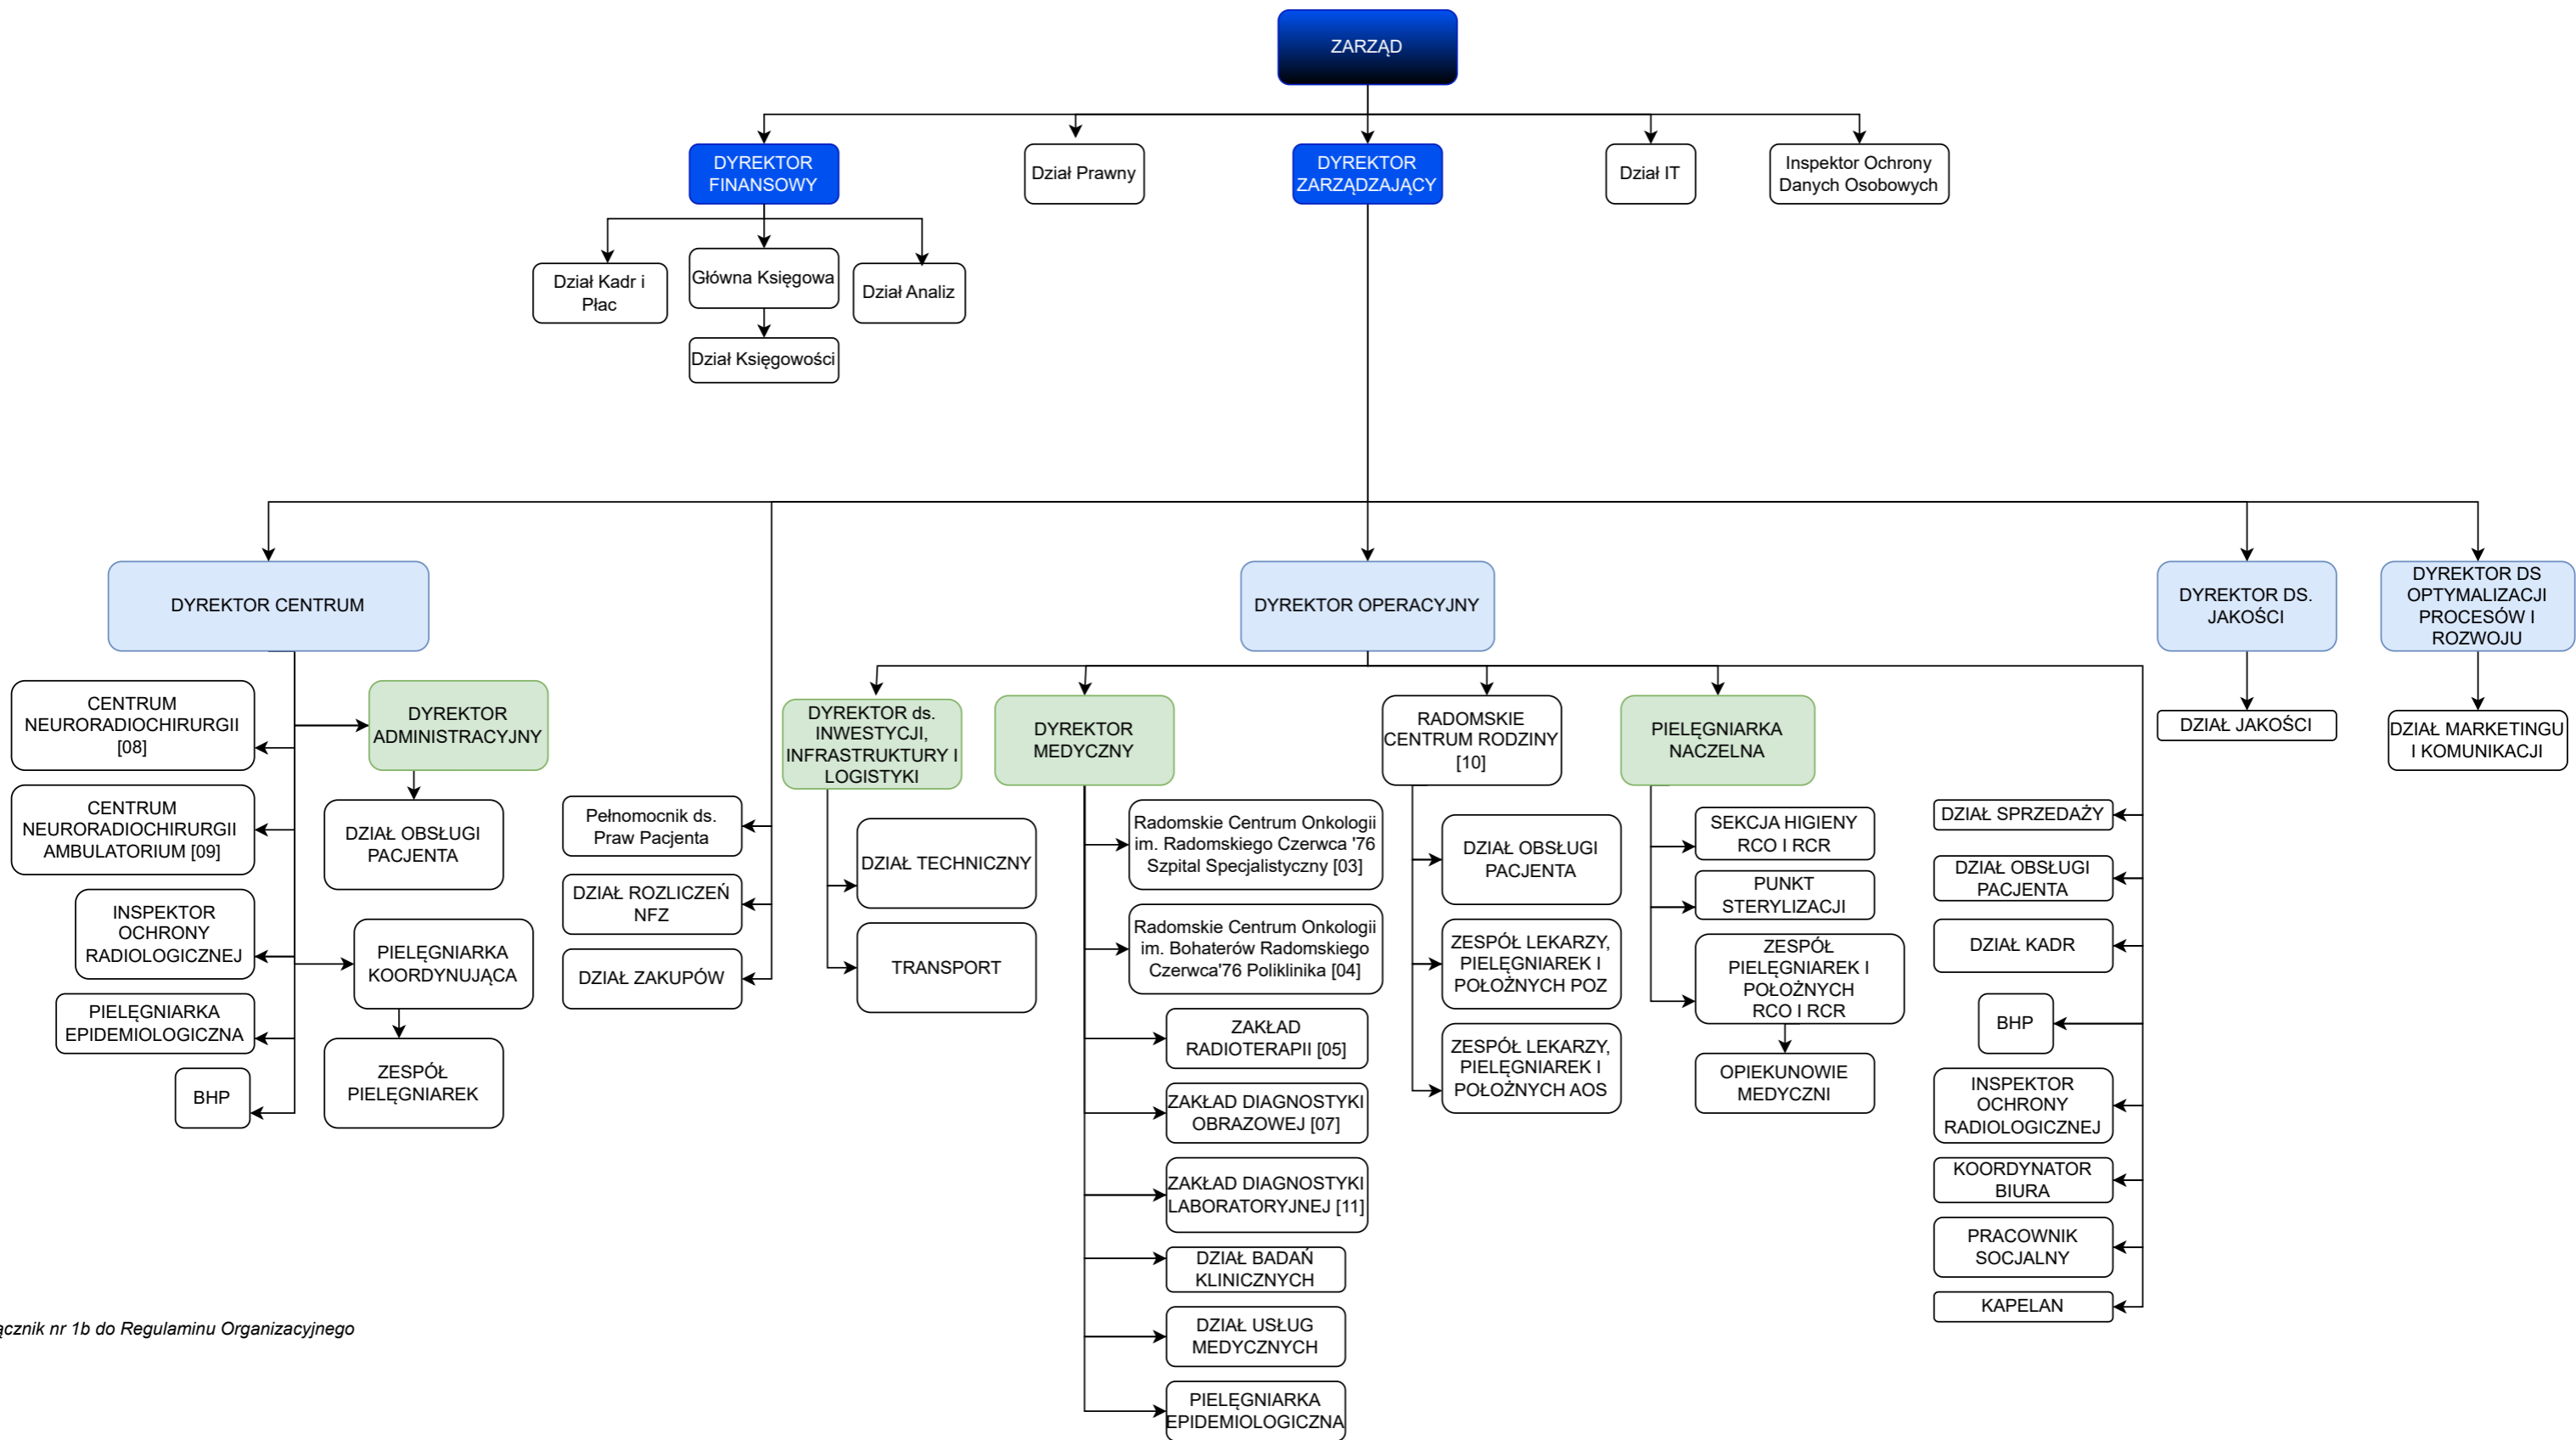 ZARZĄD
DYREKTOR
FINANSOWY
Dział Prawny
DYREKTOR
ZARZĄDZAJĄCY
Dział IT
Inspektor Ochrony
Danych Osobowych
Dział Kadr i
Płac
Główna Księgowa
Dział Analiz
Dział Księgowości
DYREKTOR CENTRUM
DYREKTOR OPERACYJNY
DYREKTOR DS.
JAKOŚCI
DYREKTOR DS
OPTYMALIZACJI
PROCESÓW I
ROZWOJU
CENTRUM
NEURORADIOCHIRURGII
[08]
DYREKTOR
ADMINISTRACYJNY
CENTRUM
NEURORADIOCHIRURGII
AMBULATORIUM [09]
DZIAŁ OBSŁUGI
PACJENTA
INSPEKTOR
OCHRONY
RADIOLOGICZNEJ
PIELĘGNIARKA
KOORDYNUJĄCA
PIELĘGNIARKA
EPIDEMIOLOGICZNA
ZESPÓŁ
PIELĘGNIAREK
BHP
Pełnomocnik ds.
Praw Pacjenta
DZIAŁ ROZLICZEŃ
NFZ
DZIAŁ ZAKUPÓW
DYREKTOR ds.
INWESTYCJI,
INFRASTRUKTURY I
LOGISTYKI
DZIAŁ TECHNICZNY
TRANSPORT
DYREKTOR
MEDYCZNY
Radomskie Centrum Onkologii
im. Radomskiego Czerwca '76
Szpital Specjalistyczny [03]
Radomskie Centrum Onkologii
im. Bohaterów Radomskiego
Czerwca'76 Poliklinika [04]
ZAKŁAD
RADIOTERAPII [05]
ZAKŁAD DIAGNOSTYKI
OBRAZOWEJ [07]
ZAKŁAD DIAGNOSTYKI
LABORATORYJNEJ [11]
DZIAŁ BADAŃ
KLINICZNYCH
DZIAŁ USŁUG
MEDYCZNYCH
PIELĘGNIARKA
EPIDEMIOLOGICZNA
RADOMSKIE
CENTRUM RODZINY
[10]
DZIAŁ OBSŁUGI
PACJENTA
ZESPÓŁ LEKARZY,
PIELĘGNIAREK I
POŁOŻNYCH POZ
ZESPÓŁ LEKARZY,
PIELĘGNIAREK I
POŁOŻNYCH AOS
PIELĘGNIARKA
NACZELNA
SEKCJA HIGIENY
RCO I RCR
PUNKT
STERYLIZACJI
ZESPÓŁ
PIELĘGNIAREK I
POŁOŻNYCH
RCO I RCR
OPIEKUNOWIE
MEDYCZNI
DZIAŁ SPRZEDAŻY
DZIAŁ OBSŁUGI
PACJENTA
DZIAŁ KADR
BHP
INSPEKTOR
OCHRONY
RADIOLOGICZNEJ
KOORDYNATOR
BIURA
PRACOWNIK
SOCJALNY
KAPELAN
DZIAŁ JAKOŚCI
DZIAŁ MARKETINGU
I KOMUNIKACJI
ącznik nr 1b do Regulaminu Organizacyjnego